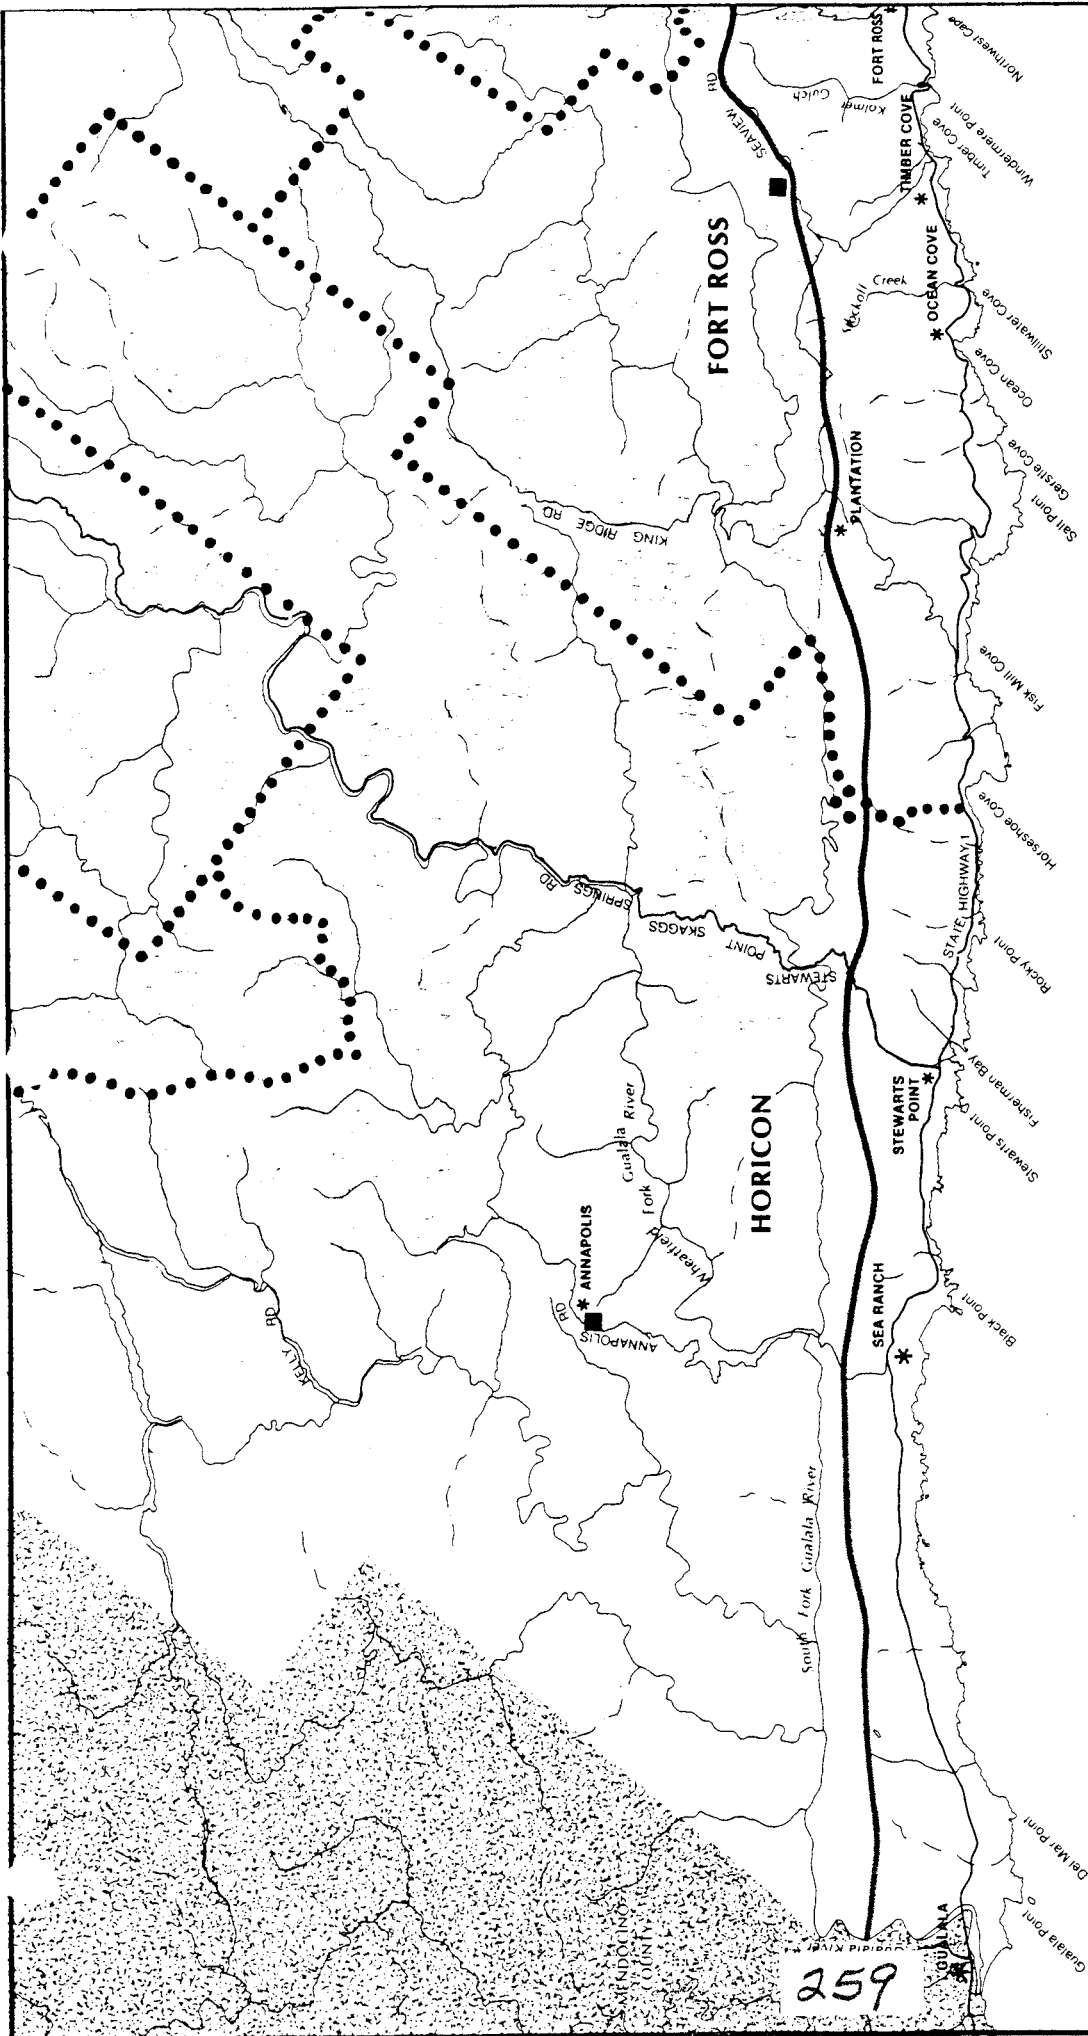 Northwest Cape
FORT ROSS
RD
SEAVIEW
Kolmer
Gulch
Windermere Point
Timber Cove
TIMBER COVE
FORT ROSS
OCEAN COVE
Creek
Stillwater Cove
Ocean Cove
Gerstle Cove
Salt Point
PLANTATION
KING RIDGE RD
Fisk Mill Cove
Horseshoe Cove
STATE HIGHWAY 1
Rocky Point
STEWARTS
POINT
SKAGGS
SPRINGS
RD
Fisherman Bay
Stewarts Point
STEWARTS
POINT
HORICON
Wheatfield
Fork
Gualala
River
ANNAPOLIS
ANNAPOLIS
RD
KELLY
RD
SEA RANCH
Black Point
South Fork Gualala River
MENDOCINO
COUNTY
Gualala River
GUALALA
Del Mar Point
Gualala Point
259